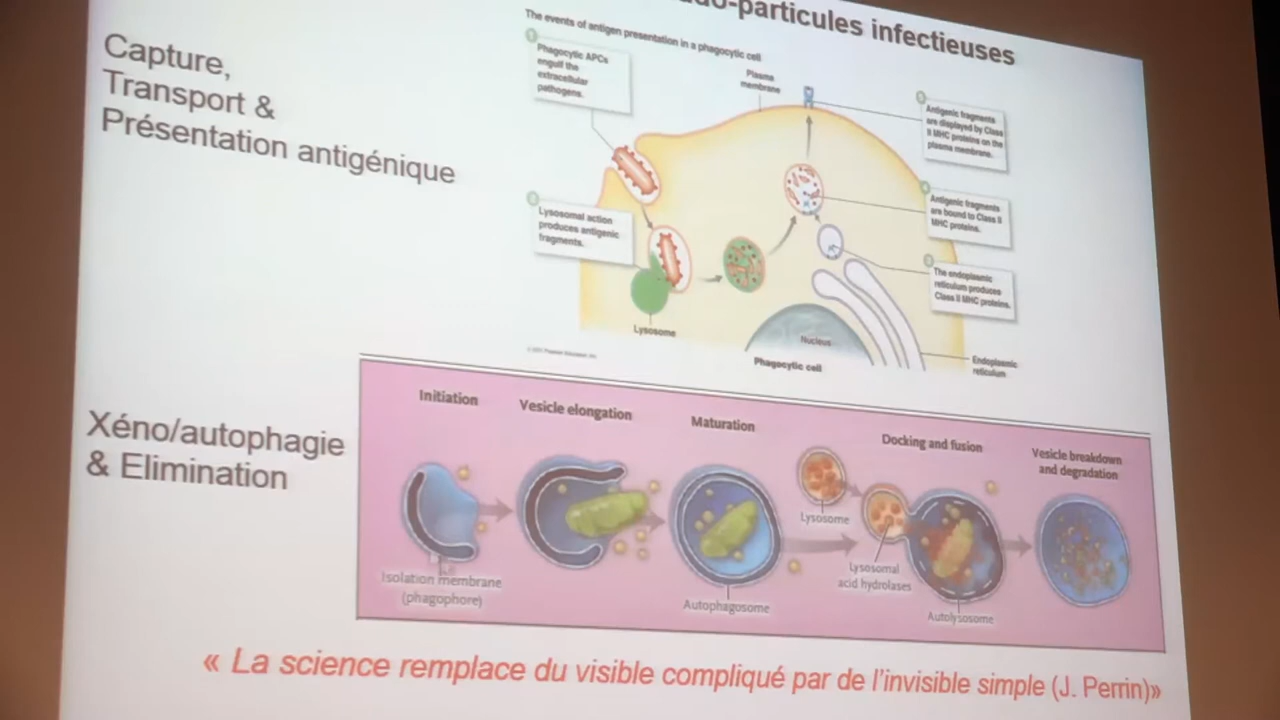 particules infectieuses
Capture,
Transport &
Présentation antigénique
The events of antigen presentation in a phagocytic cell
1
Phagocytic APCs
engulf the
extracellular
pathogens.
Plasma
membrane
Antigenic fragments
are displayed by Class
II MHC proteins on the
plasma membrane.
2
Lysosomal action
produces antigenic
fragments.
Antigenic fragments
are bound to Class II
MHC proteins.
The endoplasmic
reticulum produces
Class II MHC proteins.
Lysosome
Nucleus
Phagocytic cell
Endoplasmic
reticulum
Xéno/autophagie
& Elimination
Initiation
Vesicle elongation
Maturation
Docking and fusion
Vesicle breakdown
and degradation
Lysosome
Isolation membrane
(phagophore)
Autophagosome
Lysosomal
acid hydrolases
Autolysosome
« La science remplace du visible compliqué par de l'invisible simple (J. Perrin)»